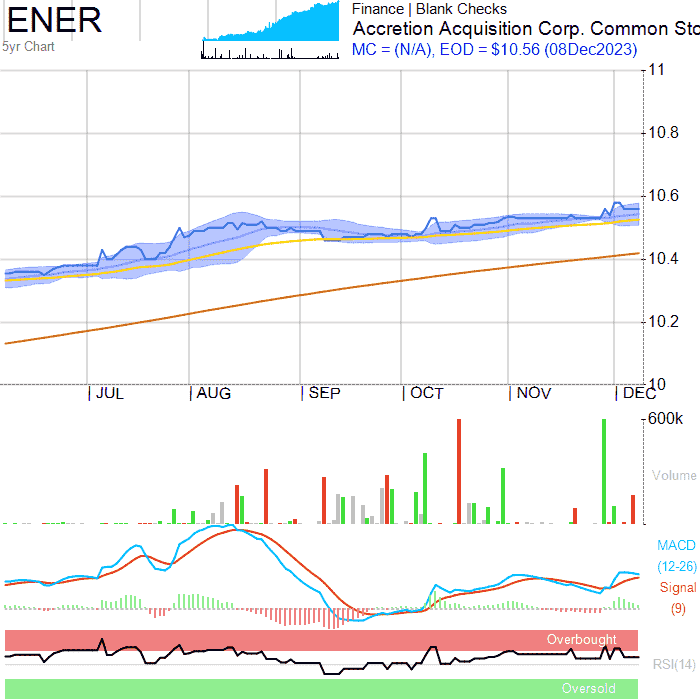 ENER
5yr Chart
Finance | Blank Checks
Accretion Acquisition Corp. Common Sto
MC = (N/A), EOD = $10.56 (08Dec2023)
11
10.8
10.6
10.4
10.2
10
JUL AUG SEP OCT NOV DEC
600k
Volume
MACD
(12-26)
Signal
(9)
Overbought
RSI(14)
Oversold